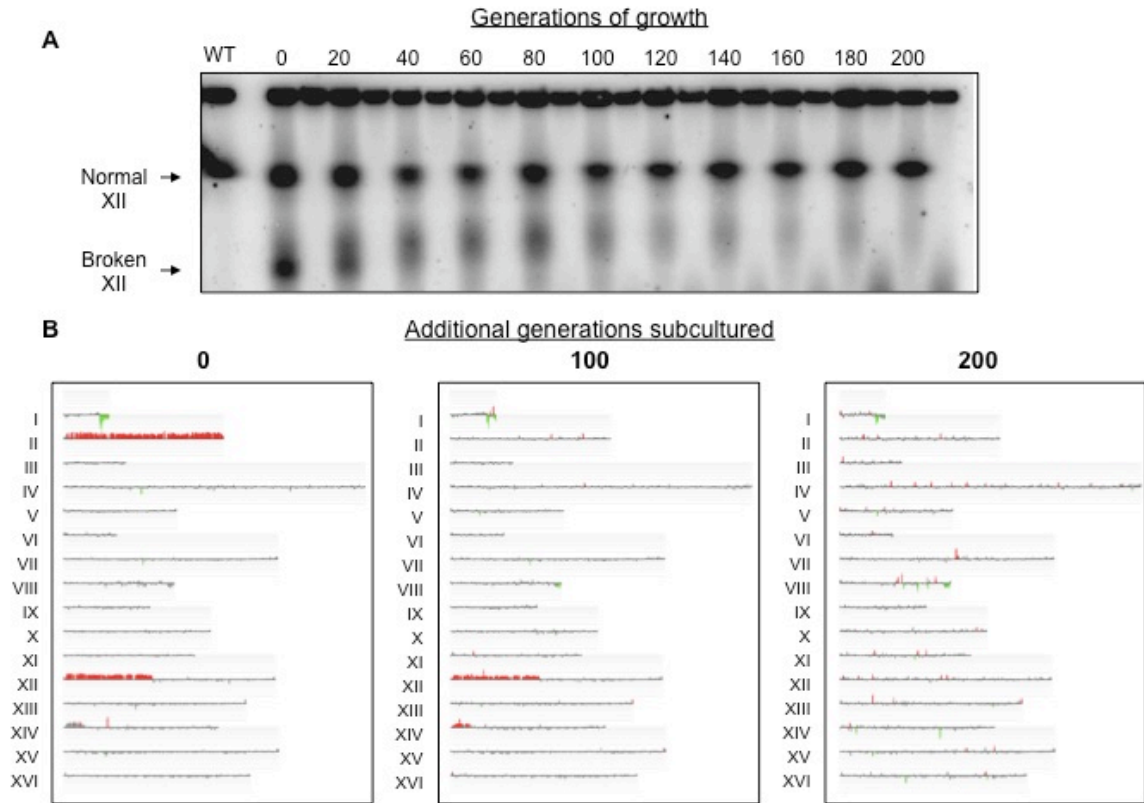 Generations of growth
A
WT 0 20 40 60 80 100 120 140 160 180 200
Normal
XII
Broken
XII
B
Additional generations subcultured
0 100 200
I I I
II II II
III III III
IV IV IV
V V V
VI VI VI
VII VII VII
VIII VIII VIII
IX IX IX
X X X
XI XI XI
XII XII XII
XIII XIII XIII
XIV XIV XIV
XV XV XV
XVI XVI XVI